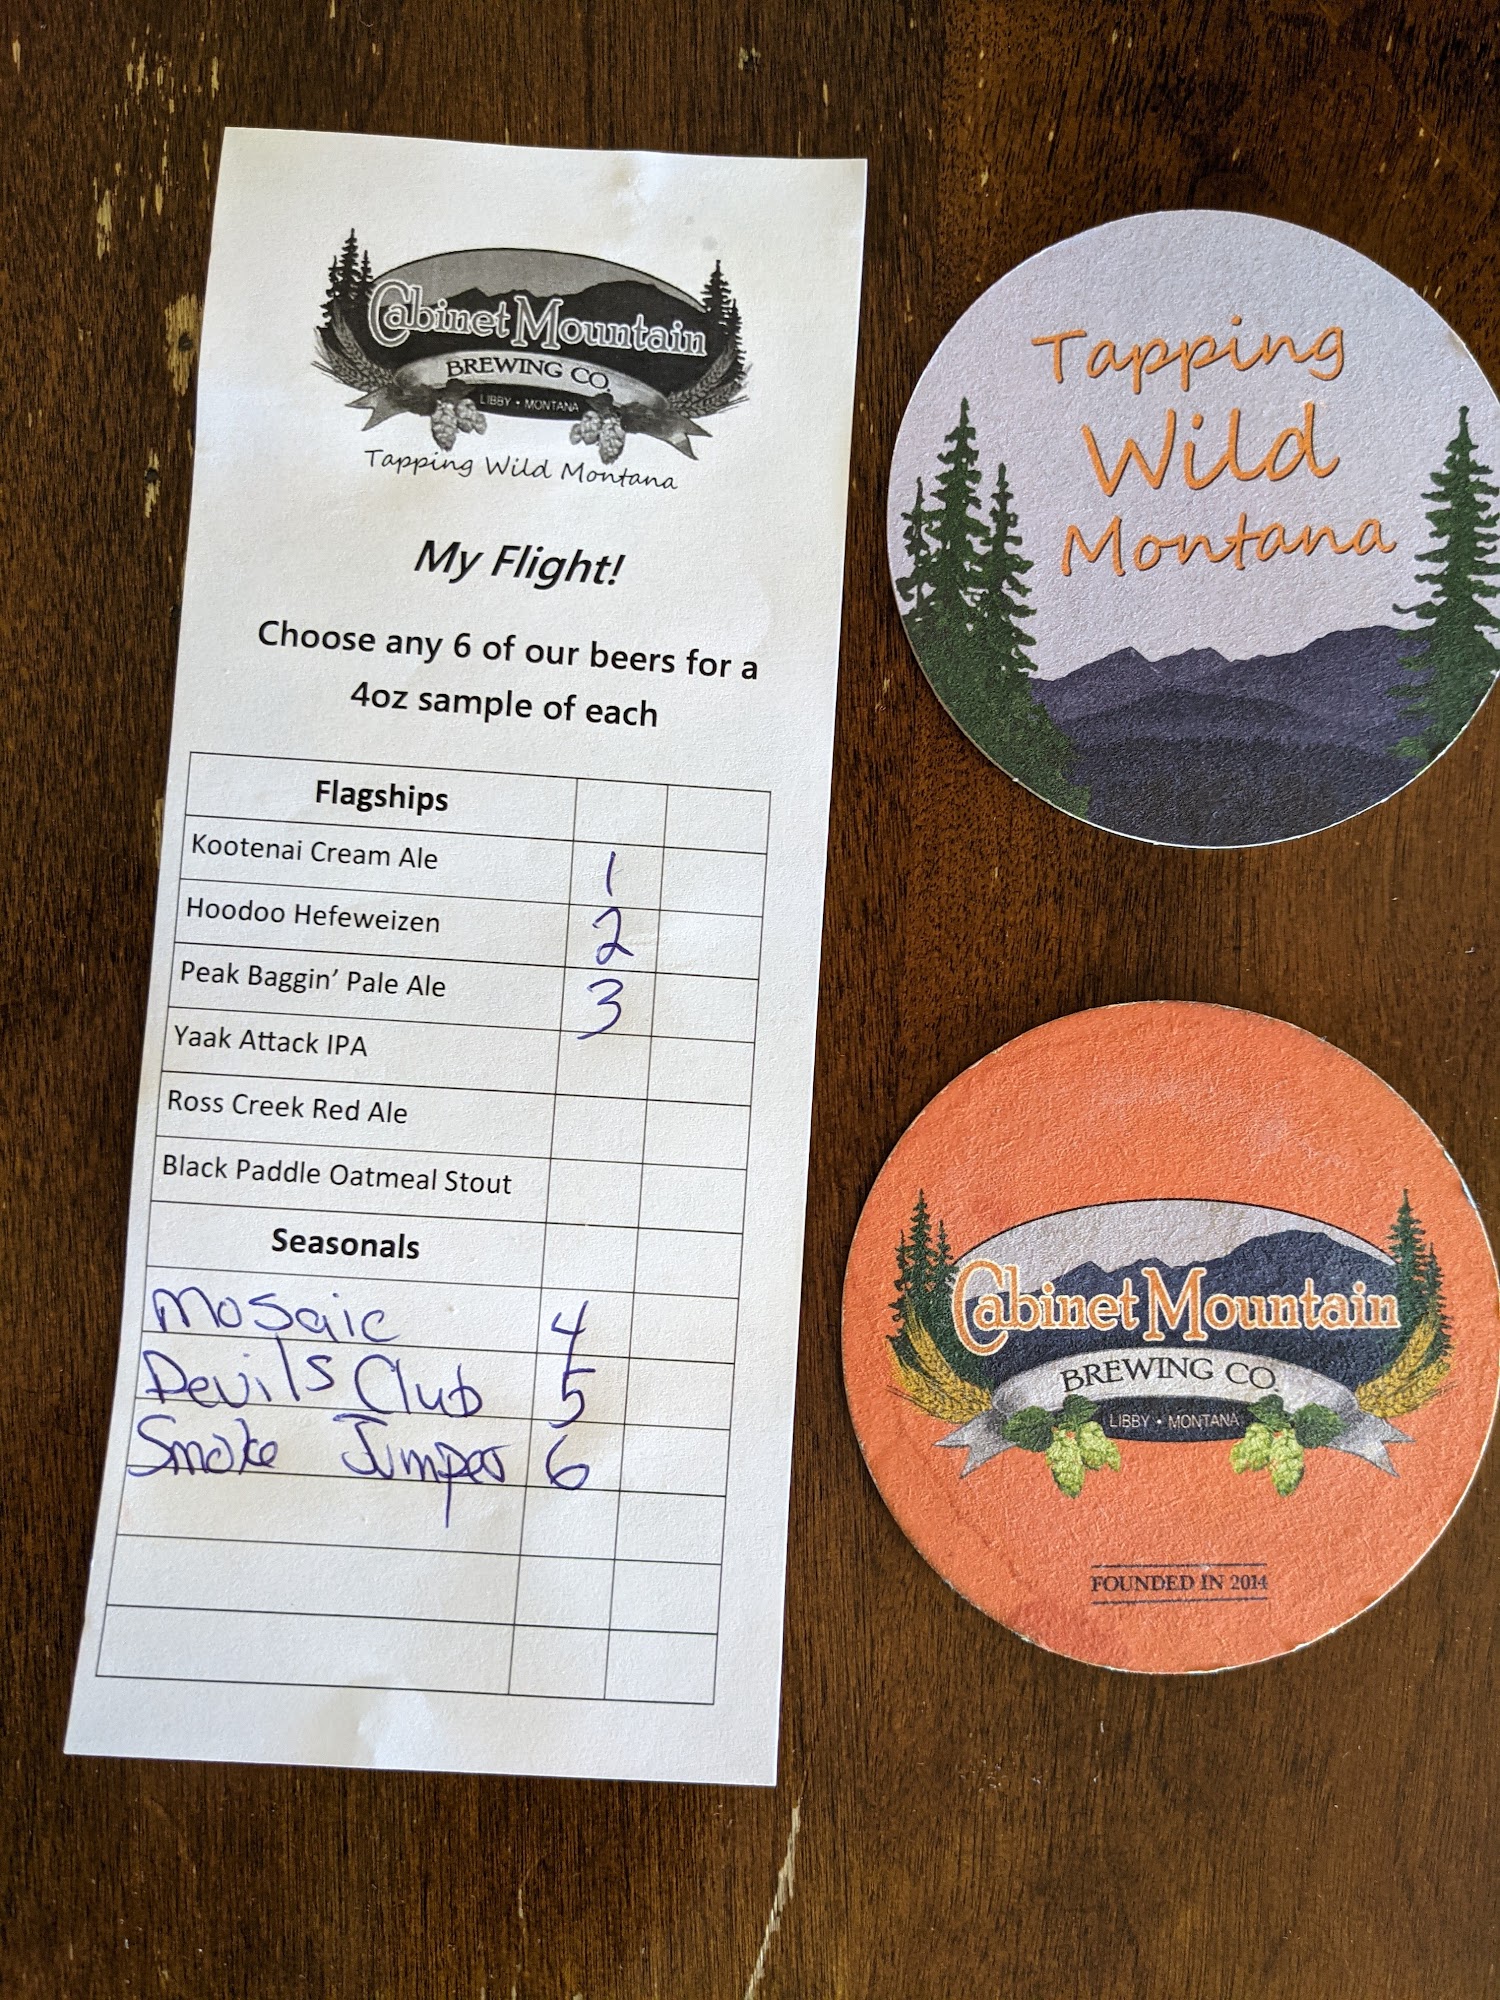 Cabinet Mountain
BREWING CO.
LIBBY • MONTANA
Tapping Wild Montana
My Flight!
Choose any 6 of our beers for a
4oz sample of each
Flagships
Kootenai Cream Ale 1
Hoodoo Hefeweizen 2
Peak Baggin' Pale Ale 3
Yaak Attack IPA
Ross Creek Red Ale
Black Paddle Oatmeal Stout
Seasonals
Mosaic 4
Devils Club 5
Smoke Jumper 6
Tapping
Wild
Montana
Cabinet Mountain
BREWING CO.
LIBBY • MONTANA
FOUNDED IN 2014